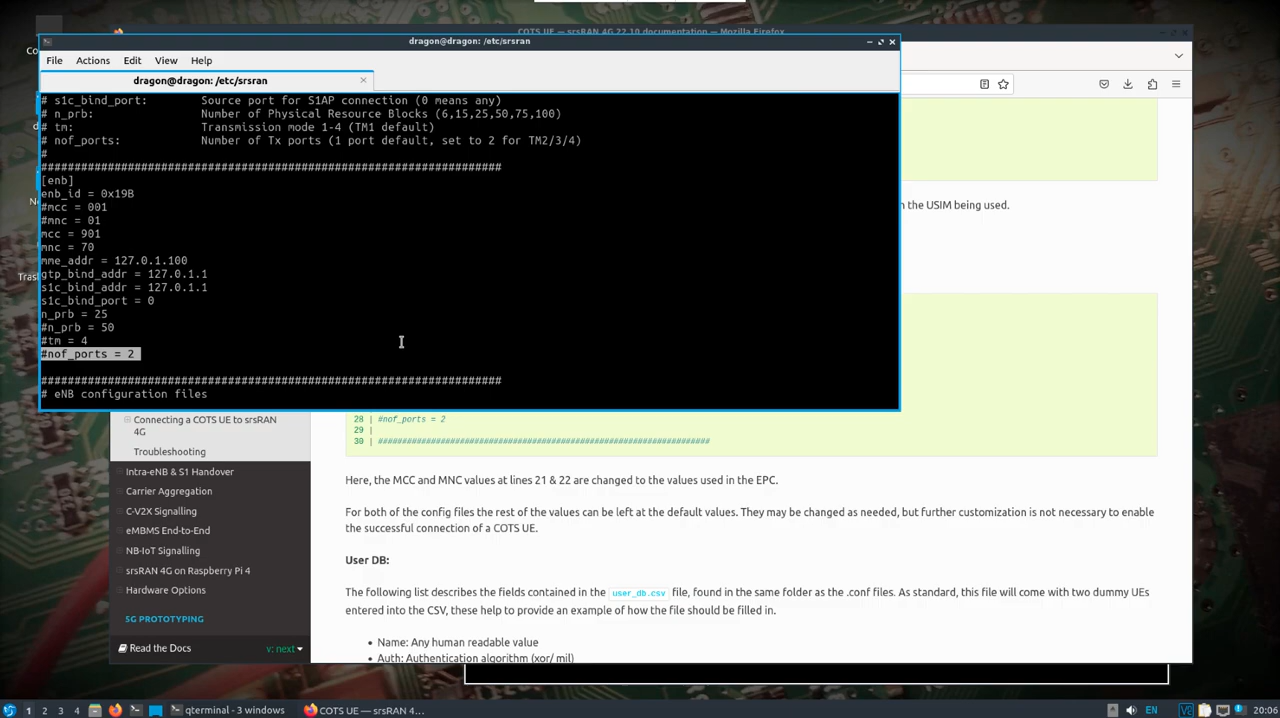 COTS UE — srsRAN 4G 22.10 documentation — Mozilla Firefox
dragon@dragon: /etc/srsran
File Actions Edit View Help
dragon@dragon: /etc/srsran
# s1c_bind_port: Source port for S1AP connection (0 means any)
# n_prb: Number of Physical Resource Blocks (6,15,25,50,75,100)
# tm: Transmission mode 1-4 (TM1 default)
# nof_ports: Number of Tx ports (1 port default, set to 2 for TM2/3/4)
#
#####################################################################
[enb]
enb_id = 0x19B
#mcc = 001
#mnc = 01
mcc = 901
mnc = 70
mme_addr = 127.0.1.100
gtp_bind_addr = 127.0.1.1
s1c_bind_addr = 127.0.1.1
s1c_bind_port = 0
n_prb = 25
#n_prb = 50
#tm = 4
#nof_ports = 2
#####################################################################
# eNB configuration files
n the USIM being used.
Connecting a COTS UE to srsRAN
4G
Troubleshooting
Intra-eNB & S1 Handover
Carrier Aggregation
C-V2X Signalling
eMBMS End-to-End
NB-IoT Signalling
srsRAN 4G on Raspberry Pi 4
Hardware Options
5G PROTOTYPING
Read the Docs v: next
28 | #nof_ports = 2
29 |
30 | #####################################################################
Here, the MCC and MNC values at lines 21 & 22 are changed to the values used in the EPC.
For both of the config files the rest of the values can be left at the default values. They may be changed as needed, but further customization is not necessary to enable
the successful connection of a COTS UE.
User DB:
The following list describes the fields contained in the user_db.csv file, found in the same folder as the .conf files. As standard, this file will come with two dummy UEs
entered into the CSV, these help to provide an example of how the file should be filled in.
Name: Any human readable value
Auth: Authentication algorithm (xor/ mil)
Co
d
Ne
Trash
1 2 3 4 qterminal - 3 windows COTS UE — srsRAN 4... EN 20:06